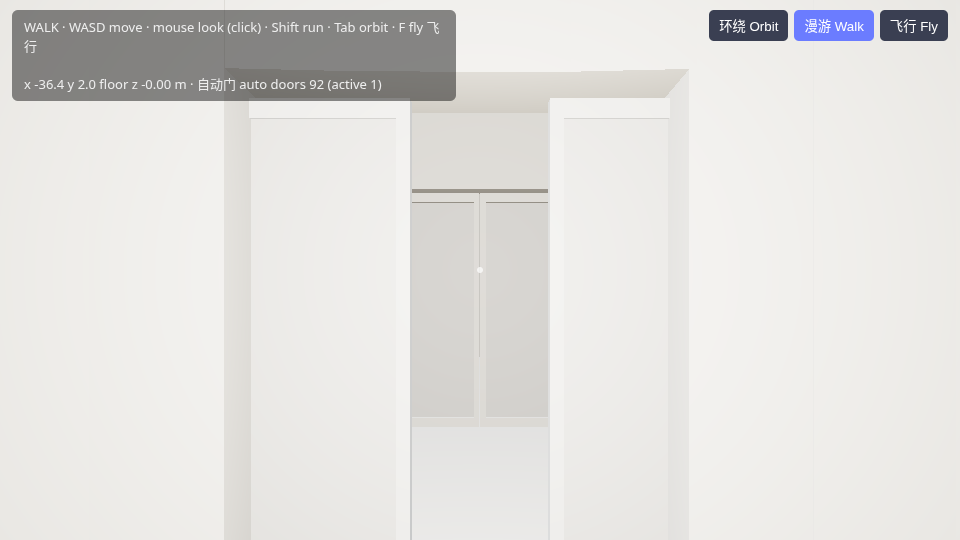 WALK · WASD move · mouse look (click) · Shift run · Tab orbit · F fly 飞
行
x -36.4 y 2.0 floor z -0.00 m · 自动门 auto doors 92 (active 1)
环绕 Orbit
漫游 Walk
飞行 Fly